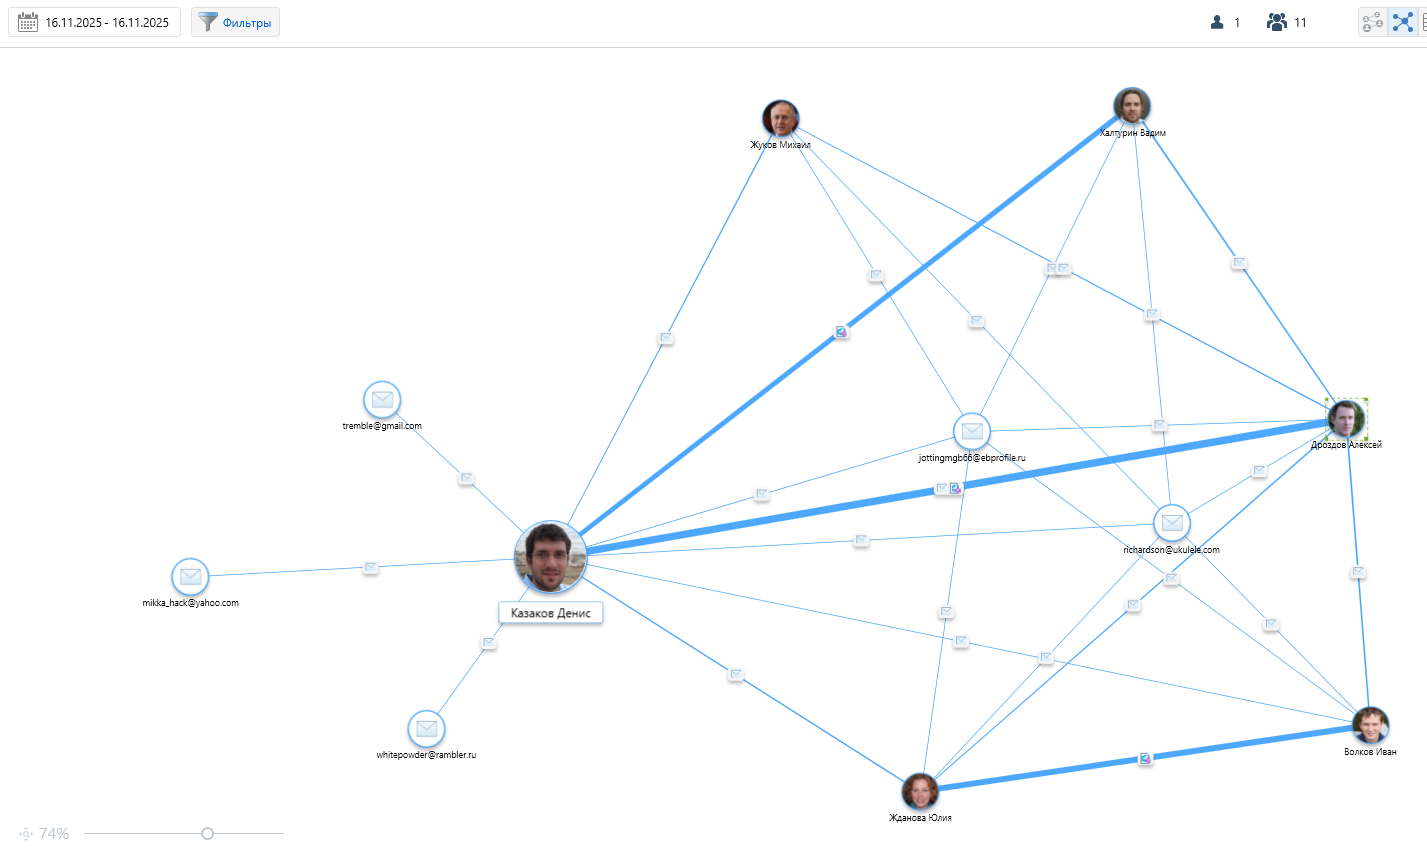 16.11.2025 - 16.11.2025
Фильтры
1
11
Жуков Михаил
Халтурин Вадим
tremble@gmail.com
Дроздов Алексей
jottingmgb66@ebprofile.ru
richardson@ukulele.com
mikka_hack@yahoo.com
Казаков Денис
whitepowder@rambler.ru
Волков Иван
Жданова Юлия
74%